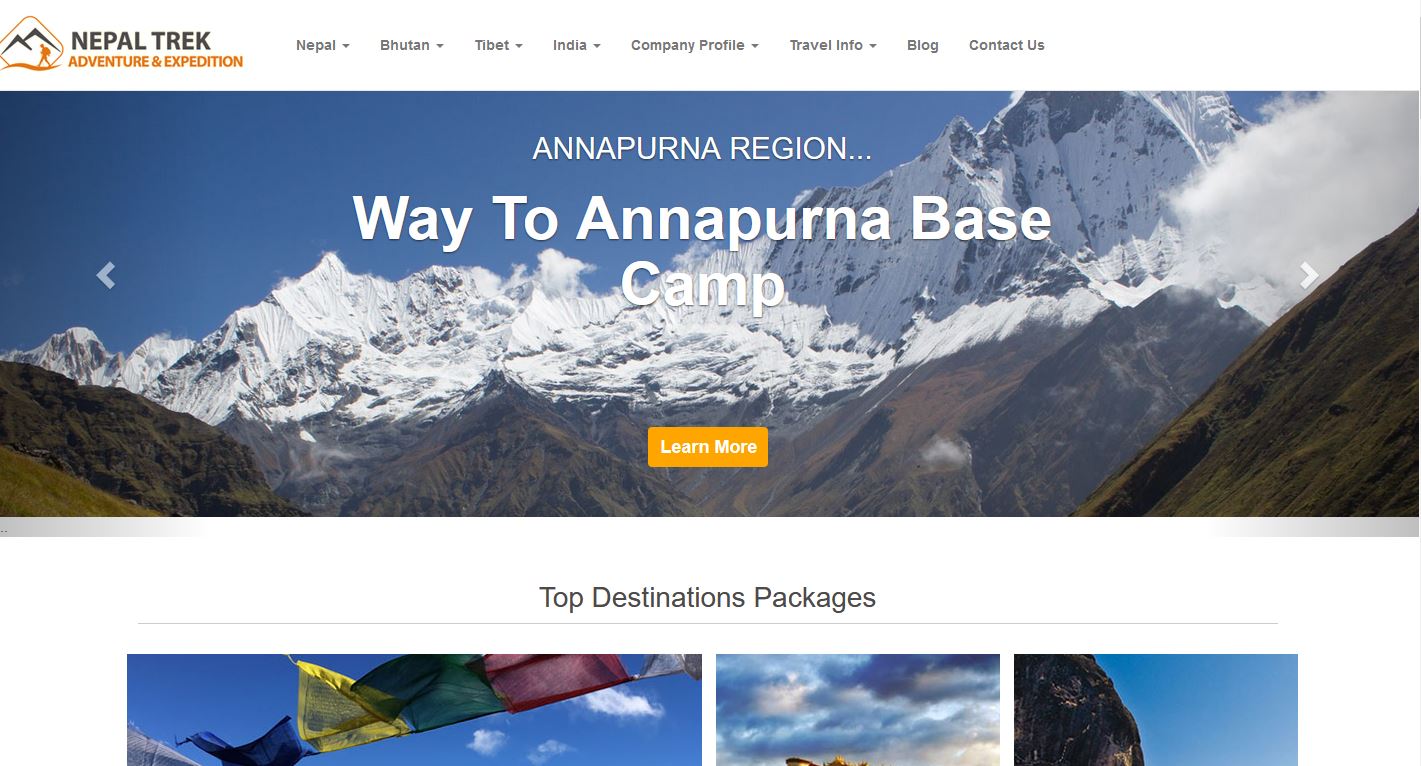 NEPAL TREK
ADVENTURE & EXPEDITION
Nepal Bhutan Tibet India Company Profile Travel Info Blog Contact Us
ANNAPURNA REGION...
Way To Annapurna Base
Camp
Learn More
..
Top Destinations Packages